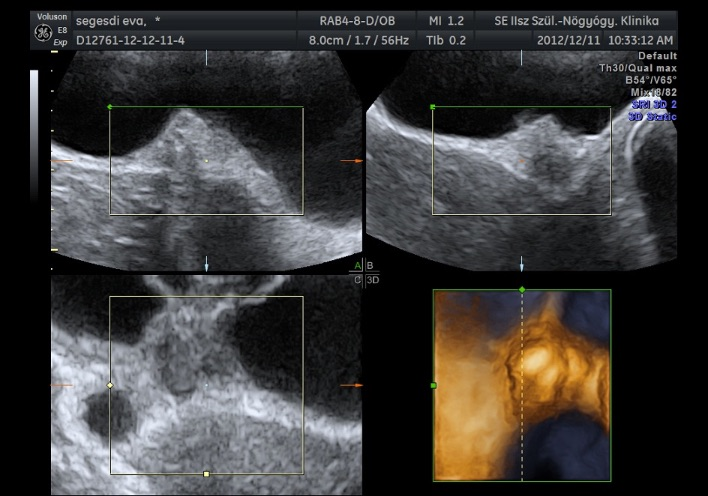 Voluson
E8
Exp
segesdi eva, *
RAB4-8-D/OB
MI 1.2
SE IIsz Szül.-Nőgyógy. Klinika
D12761-12-12-11-4
8.0cm / 1.7 / 56Hz
TIb 0.2
2012/12/11
10:33:12 AM
Default
Th30/Qual max
B54°/V65°
Mix18/82
SRI 3D 2
3D Static
A B
C 3D